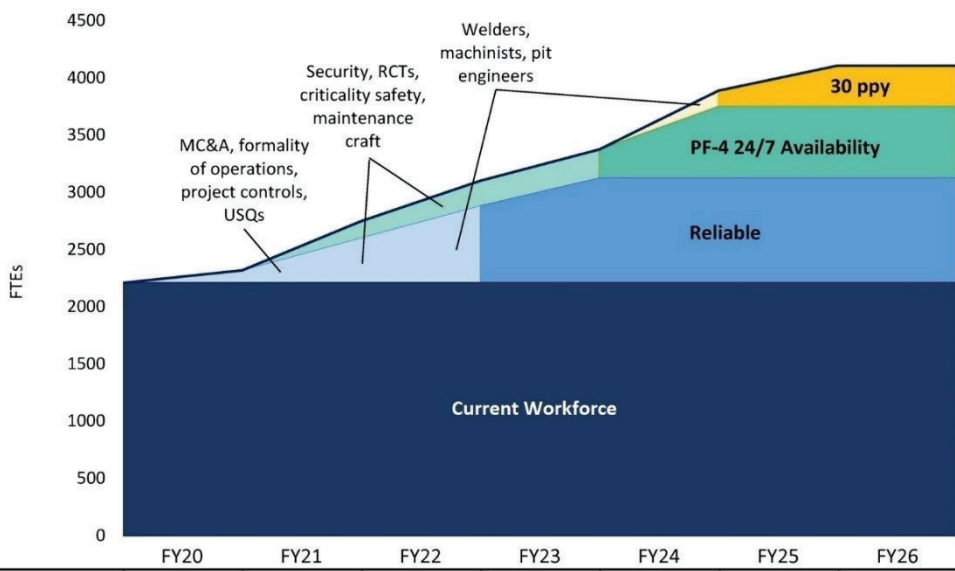 4500
4000
3500
3000
2500
2000
1500
1000
500
0
FTEs
MC&A, formality
of operations,
project controls,
USQs
Security, RCTs,
criticality safety,
maintenance
craft
Welders,
machinists, pit
engineers
30 ppy
PF-4 24/7 Availability
Reliable
Current Workforce
FY20 FY21 FY22 FY23 FY24 FY25 FY26